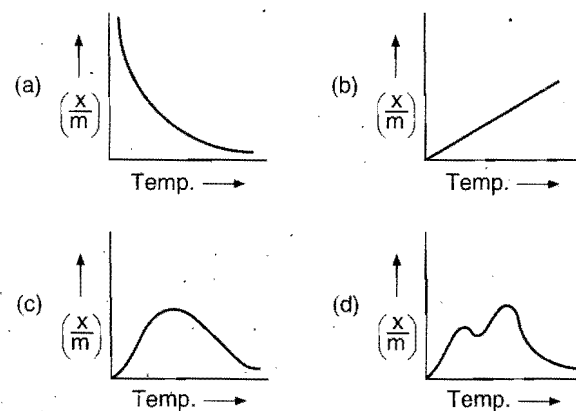 (a) (x/m) Temp.
(b) (x/m) Temp.
(c) (x/m) Temp.
(d) (x/m) Temp.